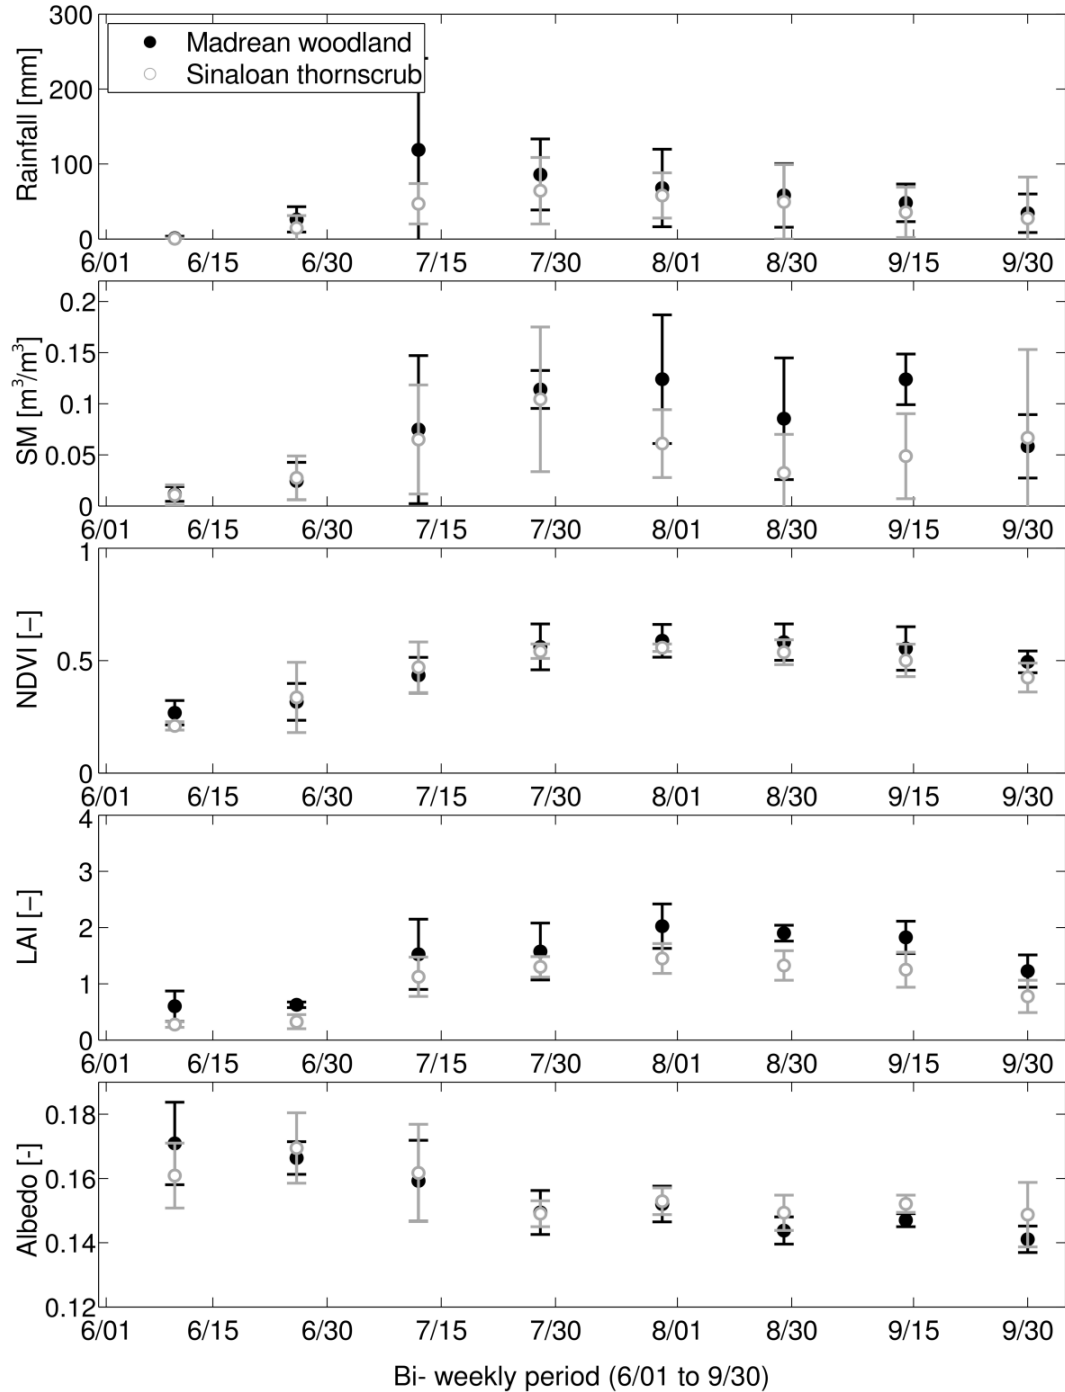 300
200
100
0
Rainfall [mm]
Madrean woodland
Sinaloan thornscrub
6/01 6/15 6/30 7/15 7/30 8/01 8/30 9/15 9/30
0.2
0.15
0.1
0.05
0
SM [m³/m³]
6/01 6/15 6/30 7/15 7/30 8/01 8/30 9/15 9/30
1
0.5
0
NDVI [–]
6/01 6/15 6/30 7/15 7/30 8/01 8/30 9/15 9/30
4
3
2
1
0
LAI [–]
6/01 6/15 6/30 7/15 7/30 8/01 8/30 9/15 9/30
0.18
0.16
0.14
0.12
Albedo [-]
6/01 6/15 6/30 7/15 7/30 8/01 8/30 9/15 9/30
Bi- weekly period (6/01 to 9/30)